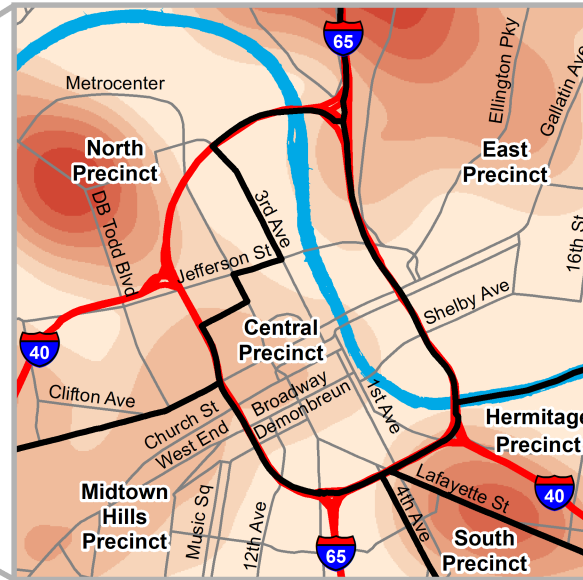 65
Ellington Pky
Gallatin Ave
Metrocenter
North
Precinct
East
Precinct
DB Todd Blvd
3rd Ave
16th St
Jefferson St
Shelby Ave
Central
Precinct
40
Clifton Ave
Broadway
Demonbreun
1st Ave
Church St
West End
Hermitage
Precinct
Midtown
Hills
Precinct
Music Sq
12th Ave
4th Ave
Lafayette St
40
South
Precinct
65